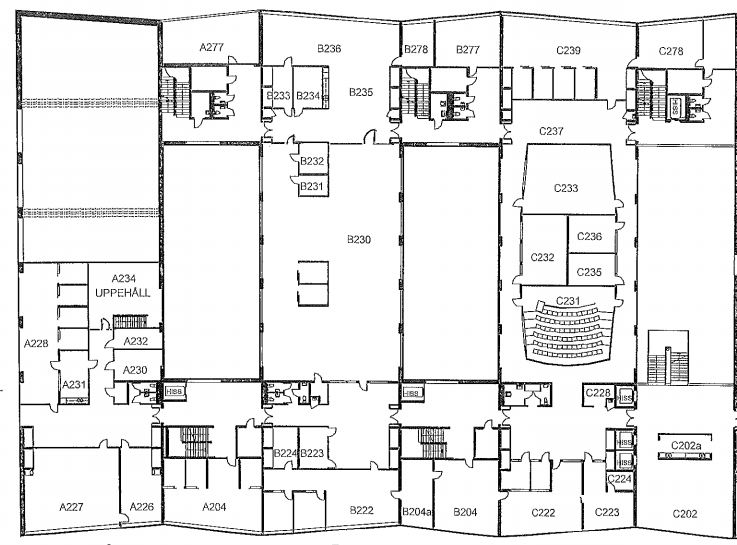 A277
B236
B278
B277
C239
C278
B233
B234
B235
HISS
C237
B232
B231
C233
B230
C236
C232
C235
A234
UPPEHÅLL
C231
A228
A232
A230
A231
HISS
HISS
C228
HISS
HISS
C202a
B224
B223
HISS
C224
A227
A226
A204
B222
B204a
B204
C222
C223
C202